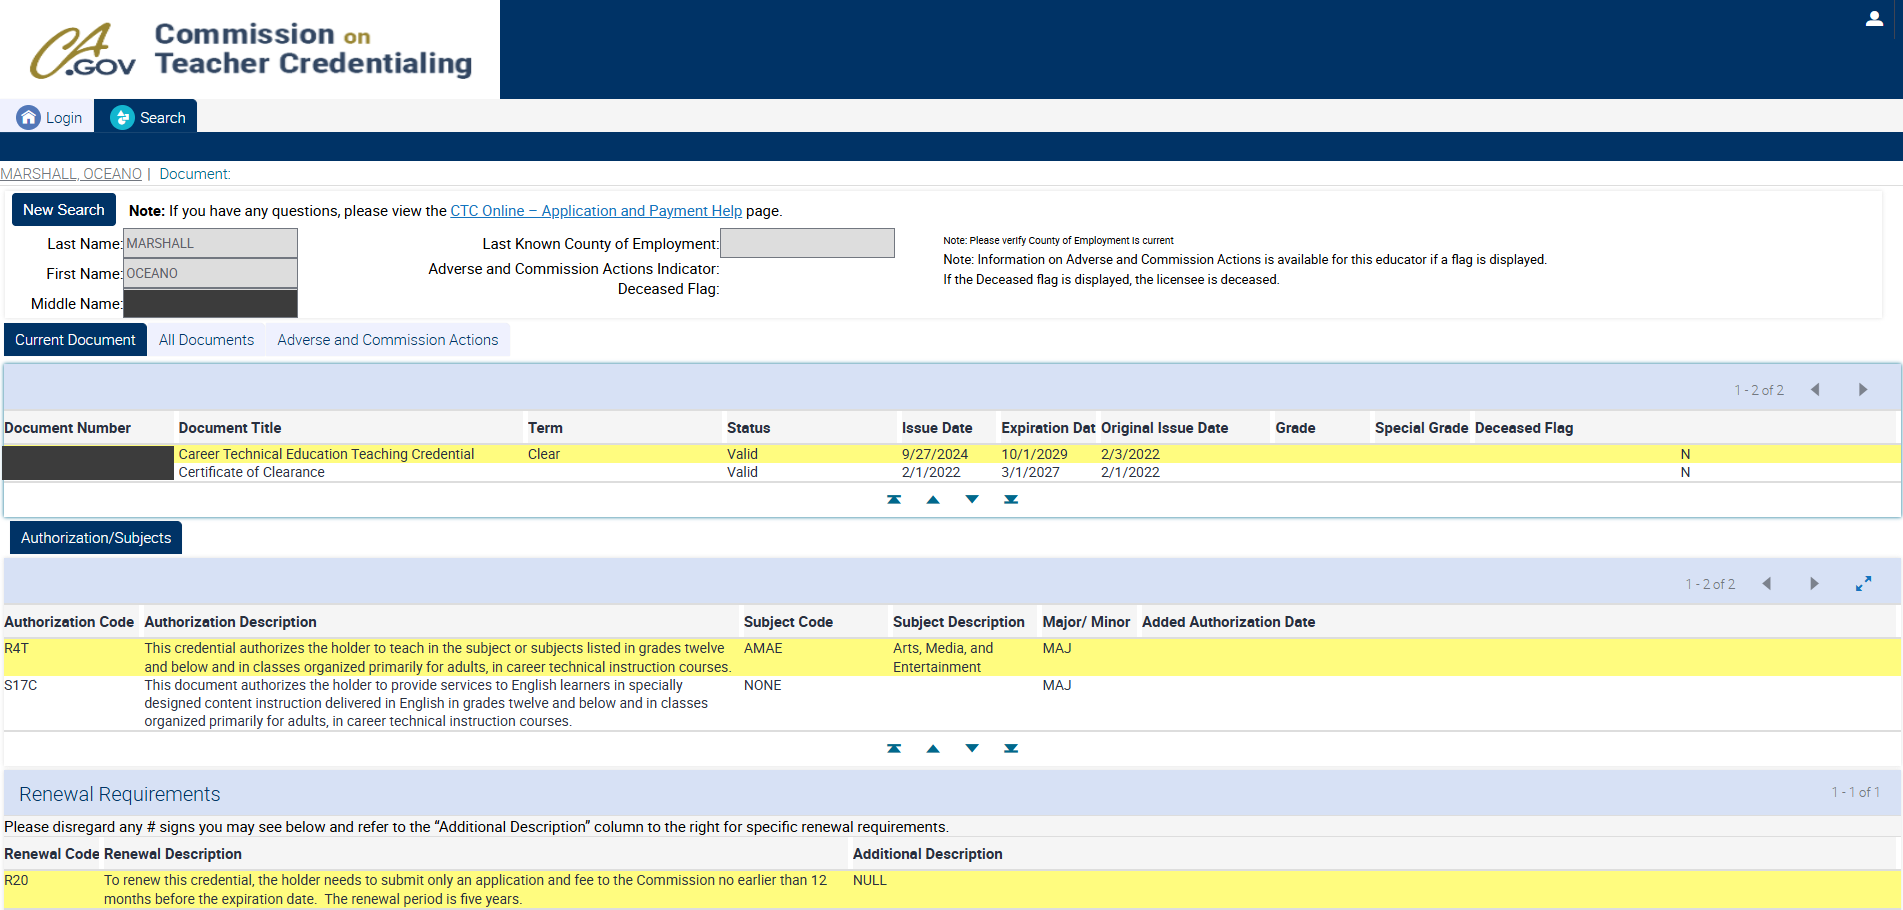 CA.GOV
Commission on
Teacher Credentialing
Login Search
MARSHALL, OCEANO | Document:
New Search Note: If you have any questions, please view the CTC Online – Application and Payment Help page.
Last Name: MARSHALL Last Known County of Employment: Note: Please verify County of Employment Is current
First Name: OCEANO Adverse and Commission Actions Indicator: Note: Information on Adverse and Commission Actions is available for this educator if a flag is displayed.
Deceased Flag: If the Deceased flag is displayed, the licensee is deceased.
Middle Name:
Current Document All Documents Adverse and Commission Actions
1 - 2 of 2
Document Number Document Title Term Status Issue Date Expiration Dat Original Issue Date Grade Special Grade Deceased Flag
Career Technical Education Teaching Credential Clear Valid 9/27/2024 10/1/2029 2/3/2022 N
Certificate of Clearance Valid 2/1/2022 3/1/2027 2/1/2022 N
Authorization/Subjects
1 - 2 of 2
Authorization Code Authorization Description Subject Code Subject Description Major/ Minor Added Authorization Date
R4T This credential authorizes the holder to teach in the subject or subjects listed in grades twelve AMAE Arts, Media, and MAJ
and below and in classes organized primarily for adults, in career technical instruction courses. Entertainment
S17C This document authorizes the holder to provide services to English learners in specially NONE MAJ
designed content instruction delivered in English in grades twelve and below and in classes
organized primarily for adults, in career technical instruction courses.
Renewal Requirements 1 - 1 of 1
Please disregard any # signs you may see below and refer to the “Additional Description” column to the right for specific renewal requirements.
Renewal Code Renewal Description Additional Description
R20 To renew this credential, the holder needs to submit only an application and fee to the Commission no earlier than 12 NULL
months before the expiration date. The renewal period is five years.